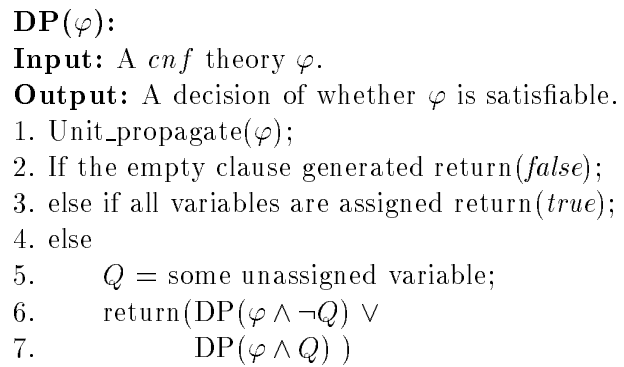 DP(φ):
Input: A cnf theory φ.
Output: A decision of whether φ is satisfiable.
1. Unit_propagate(φ);
2. If the empty clause generated return(false);
3. else if all variables are assigned return(true);
4. else
5. Q = some unassigned variable;
6. return(DP(φ ∧ ¬Q) ∨
7. DP(φ ∧ Q) )